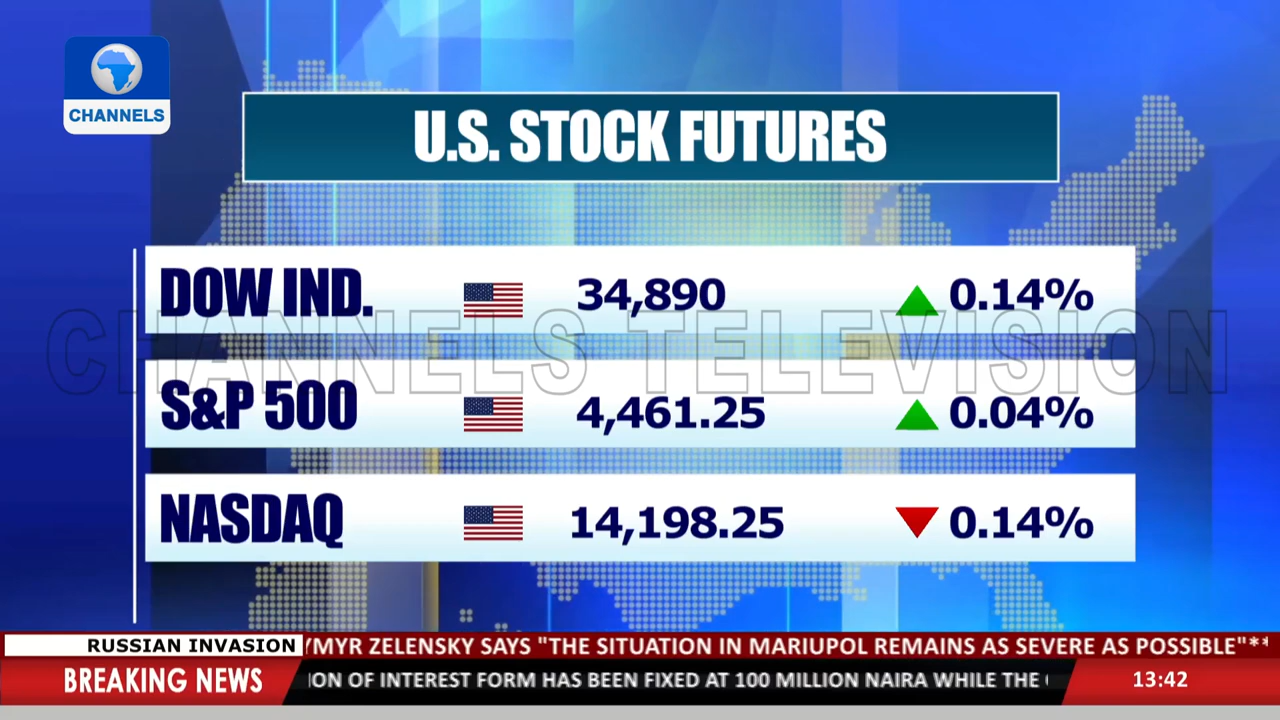 CHANNELS
U.S. STOCK FUTURES
DOW IND. 34,890 0.14%
CHANNELS TELEVISION
S&P 500 4,461.25 0.04%
NASDAQ 14,198.25 0.14%
RUSSIAN INVASION YMYR ZELENSKY SAYS "THE SITUATION IN MARIUPOL REMAINS AS SEVERE AS POSSIBLE"**
BREAKING NEWS ION OF INTEREST FORM HAS BEEN FIXED AT 100 MILLION NAIRA WHILE THE 13:42